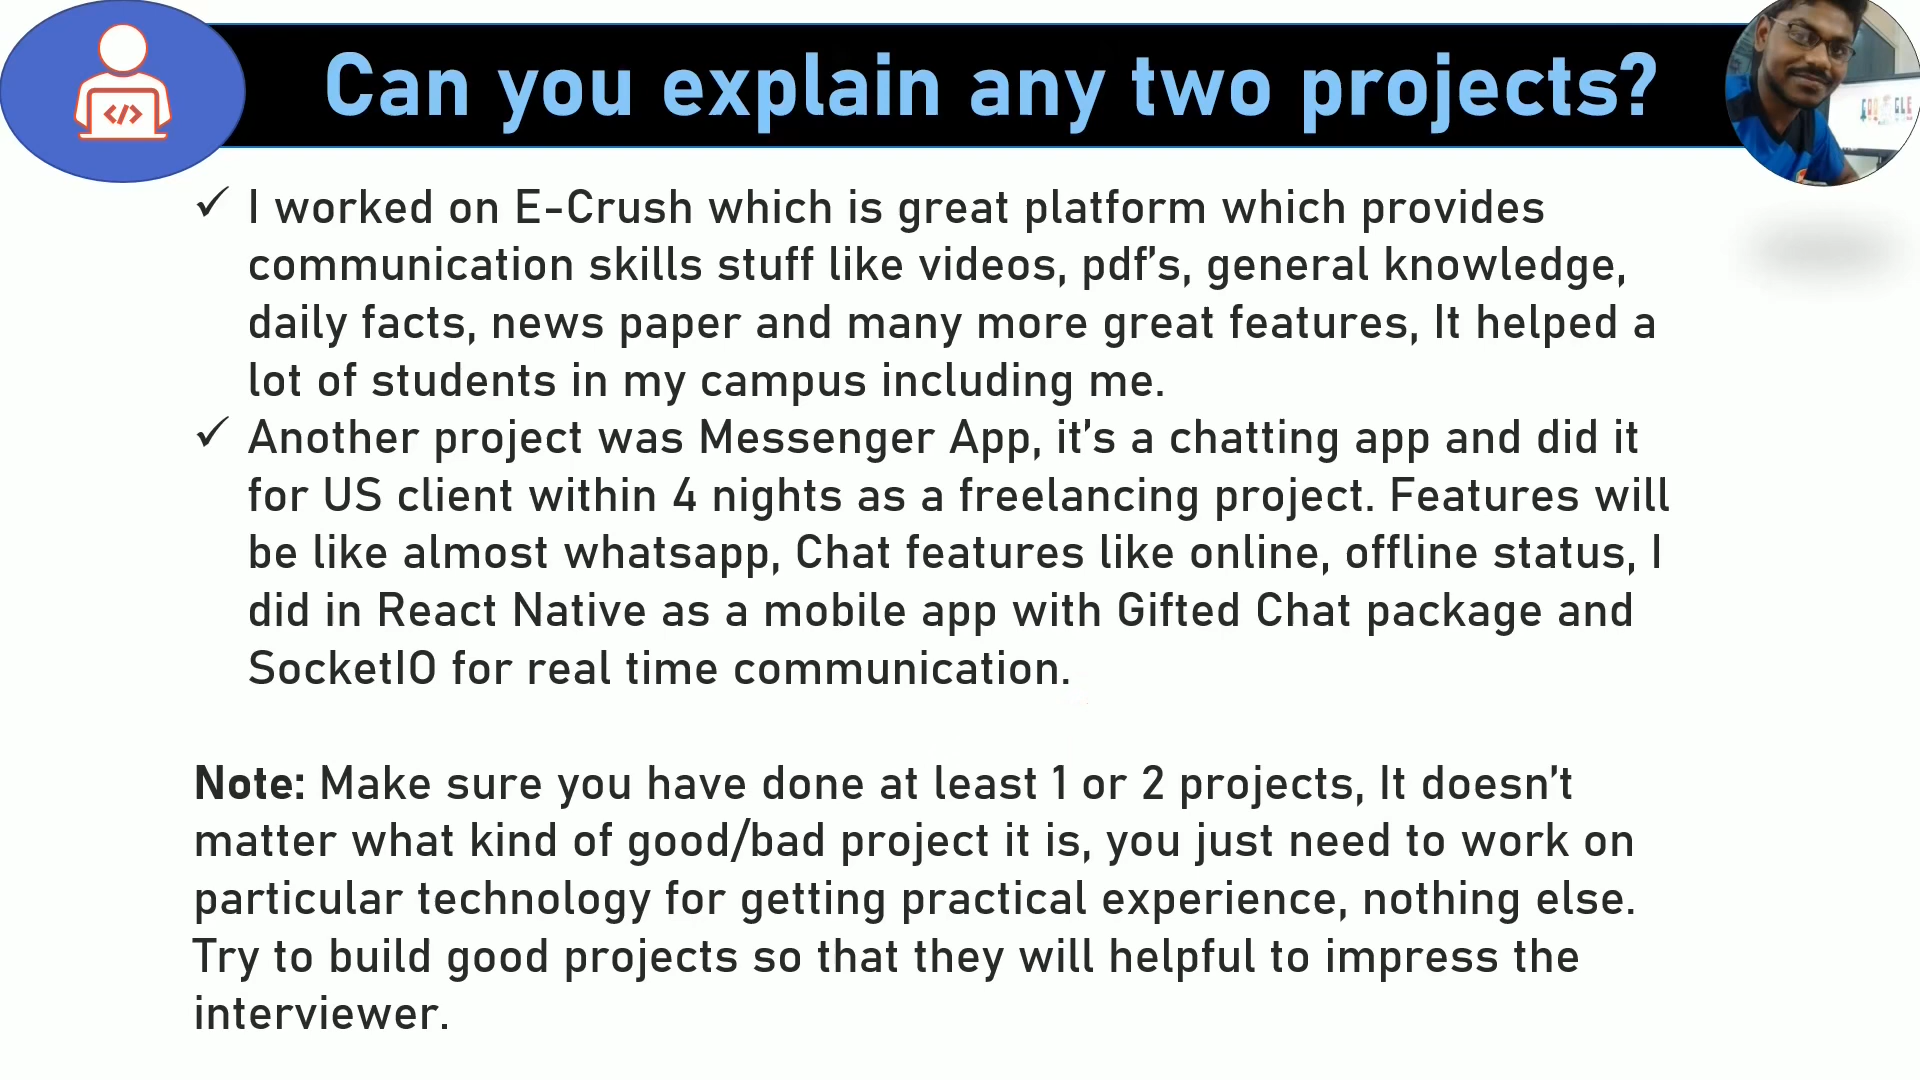 Can you explain any two projects?
</>
GOOGLE
✓ I worked on E-Crush which is great platform which provides
communication skills stuff like videos, pdf's, general knowledge,
daily facts, news paper and many more great features, It helped a
lot of students in my campus including me.
✓ Another project was Messenger App, it's a chatting app and did it
for US client within 4 nights as a freelancing project. Features will
be like almost whatsapp, Chat features like online, offline status, I
did in React Native as a mobile app with Gifted Chat package and
SocketIO for real time communication.
Note: Make sure you have done at least 1 or 2 projects, It doesn't
matter what kind of good/bad project it is, you just need to work on
particular technology for getting practical experience, nothing else.
Try to build good projects so that they will helpful to impress the
interviewer.